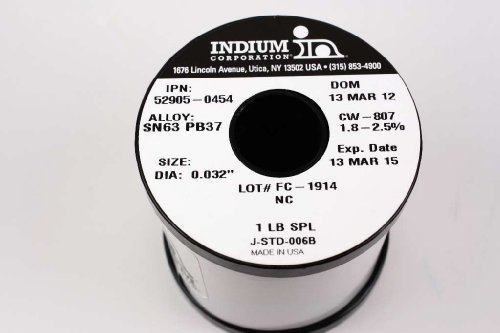 INDIUM
CORPORATION
1676 Lincoln Avenue, Utica, NY 13502 USA • (315) 853-4900
IPN:
52905-0454
DOM
13 MAR 12
ALLOY:
SN63 PB37
CW-807
1.8-2.5%
SIZE:
DIA: 0.032"
Exp. Date
13 MAR 15
LOT# FC-1914
NC
1 LB SPL
J-STD-006B
MADE IN USA